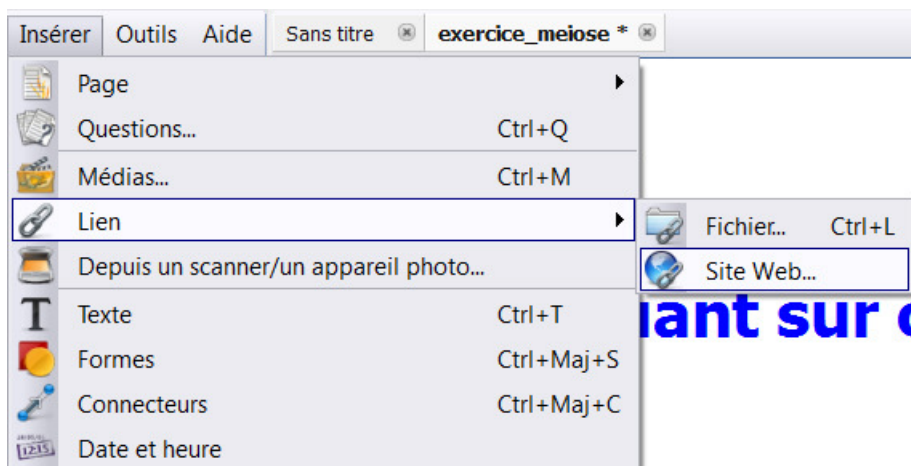 Insérer Outils Aide Sans titre exercice_meiose *
Page
Questions... Ctrl+Q
Médias... Ctrl+M
Lien
Fichier... Ctrl+L
Depuis un scanner/un appareil photo...
Site Web...
Texte Ctrl+T
sur
Formes Ctrl+Maj+S
Connecteurs Ctrl+Maj+C
Date et heure